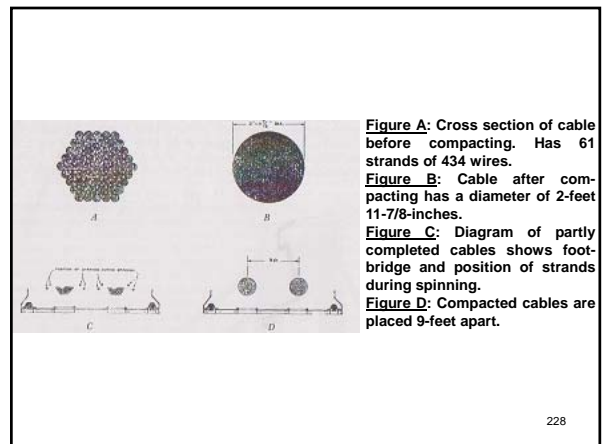 A
B
C
D
Figure A: Cross section of cable
before compacting. Has 61
strands of 434 wires.
Figure B: Cable after com-
pacting has a diameter of 2-feet
11-7/8-inches.
Figure C: Diagram of partly
completed cables shows foot-
bridge and position of strands
during spinning.
Figure D: Compacted cables are
placed 9-feet apart.
228